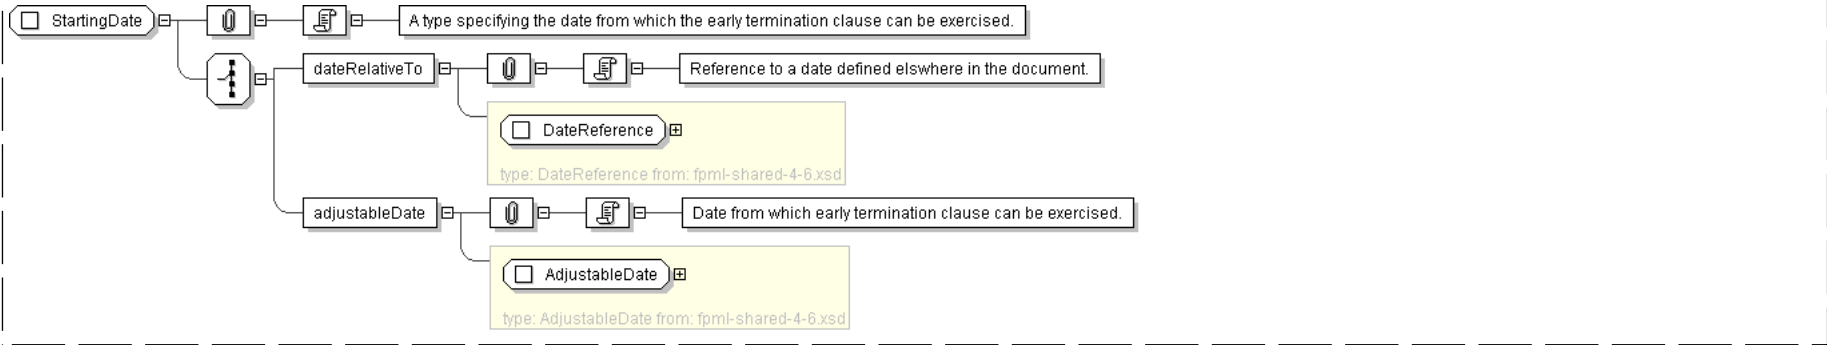 StartingDate
A type specifying the date from which the early termination clause can be exercised.
dateRelativeTo
Reference to a date defined elswhere in the document.
DateReference
type: DateReference from: fpml-shared-4-6.xsd
adjustableDate
Date from which early termination clause can be exercised.
AdjustableDate
type: AdjustableDate from: fpml-shared-4-6.xsd